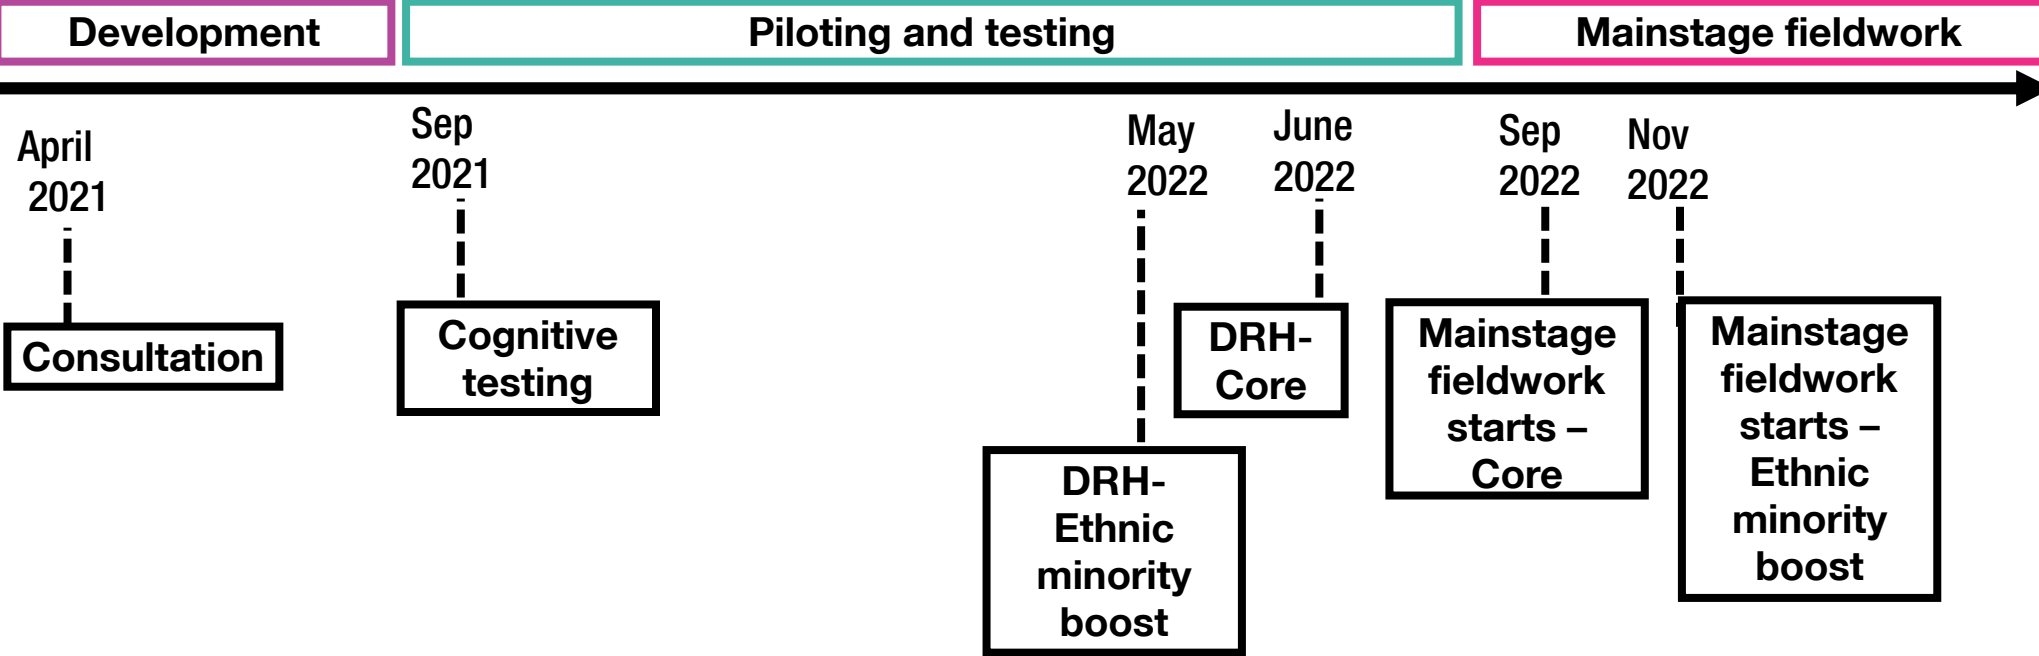 Development
Piloting and testing
Mainstage fieldwork
April
2021
Sep
2021
May
2022
June
2022
Sep
2022
Nov
2022
Consultation
Cognitive
testing
DRH-
Ethnic
minority
boost
DRH-
Core
Mainstage
fieldwork
starts –
Core
Mainstage
fieldwork
starts –
Ethnic
minority
boost